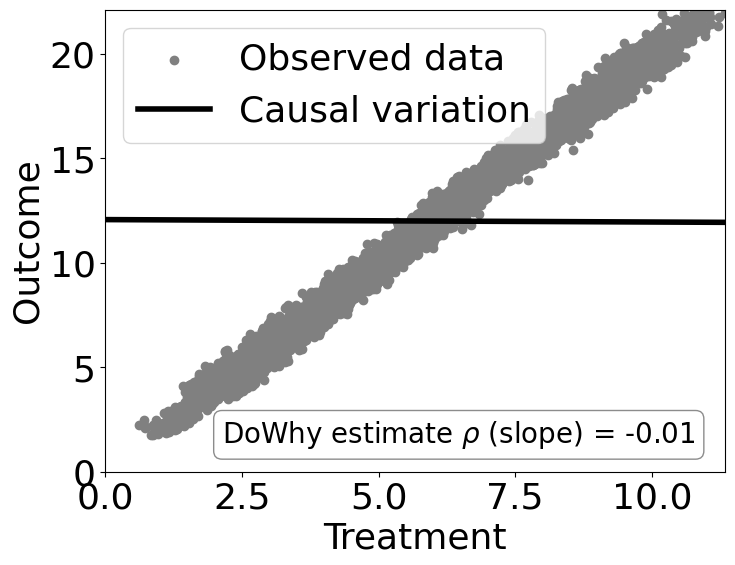 20
15
10
5
0
Outcome
Observed data
Causal variation
DoWhy estimate ρ (slope) = -0.01
0.0
2.5
5.0
7.5
10.0
Treatment